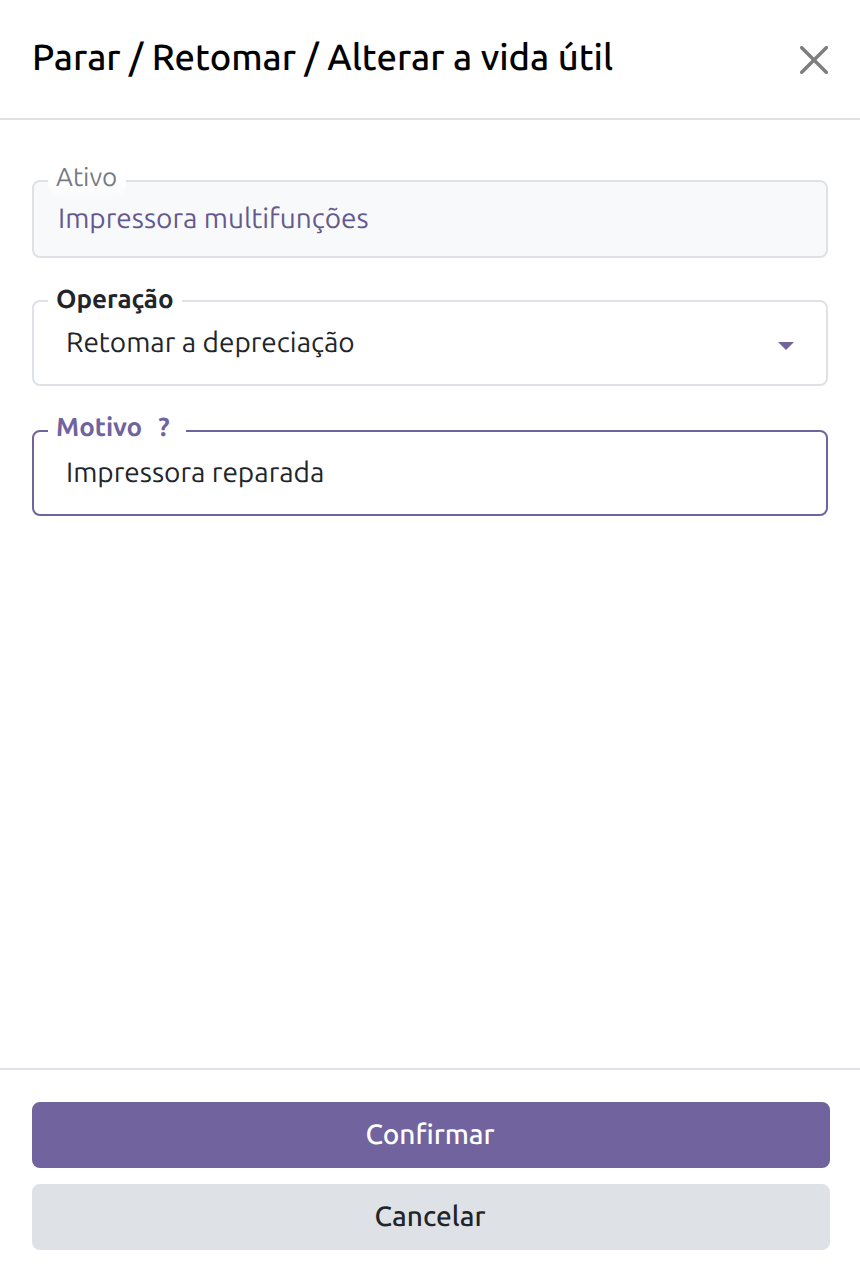 Parar / Retomar / Alterar a vida útil
Ativo
Impressora multifunções
Operação
Retomar a depreciação
Motivo ?
Impressora reparada
Confirmar
Cancelar